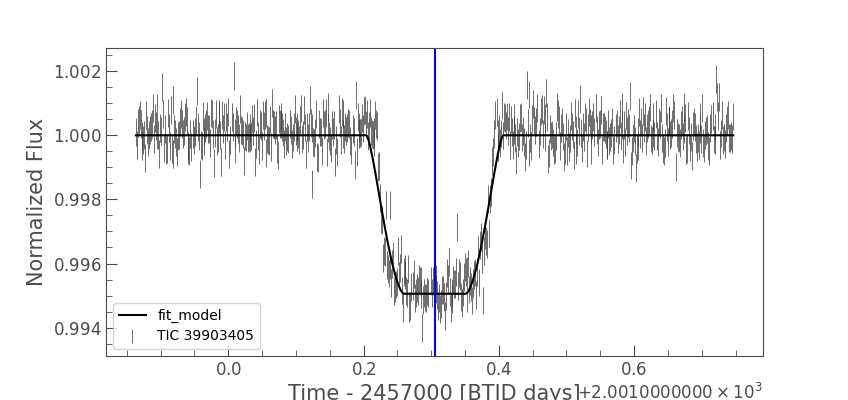 Normalized Flux
1.002
1.000
0.998
0.996
0.994
fit_model
TIC 39903405
0.0 0.2 0.4 0.6
Time - 2457000 [BTJD days]
+2.0010000000 × 10³